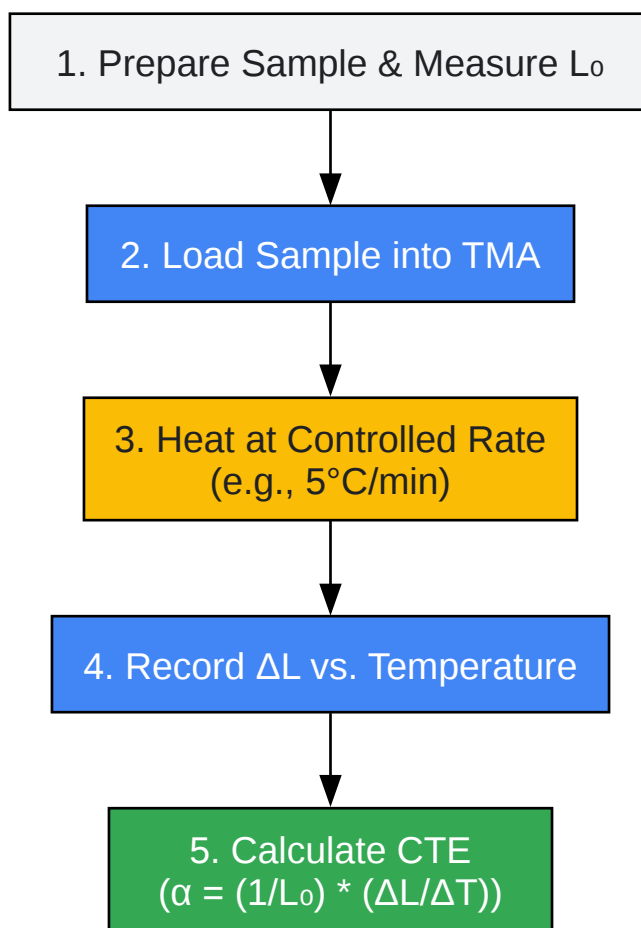 1. Prepare Sample & Measure L₀
2. Load Sample into TMA
3. Heat at Controlled Rate
(e.g., 5°C/min)
4. Record ΔL vs. Temperature
5. Calculate CTE
(α = (1/L₀) * (ΔL/ΔT))